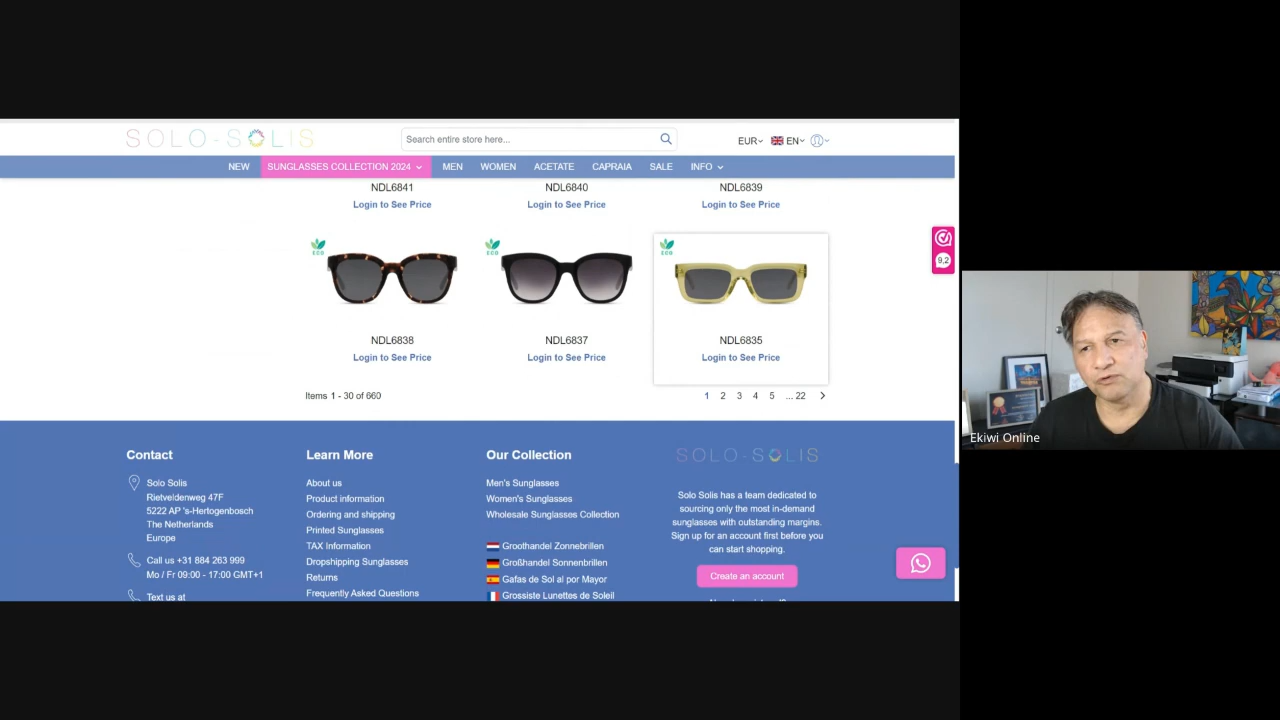 SOLO-SOLIS
Search entire store here...
EUR
EN
NEW
SUNGLASSES COLLECTION 2024
MEN
WOMEN
ACETATE
CAPRAIA
SALE
INFO
NDL6841
NDL6840
NDL6839
Login to See Price
Login to See Price
Login to See Price
ECO
ECO
ECO
9,2
NDL6838
NDL6837
NDL6835
Login to See Price
Login to See Price
Login to See Price
Items 1 - 30 of 660
1 2 3 4 5 ... 22
Contact
Solo Solis
Rietveldenweg 47F
5222 AP 's-Hertogenbosch
The Netherlands
Europe
Call us +31 884 263 999
Mo / Fr 09:00 - 17:00 GMT+1
Text us at
Learn More
About us
Product information
Ordering and shipping
Printed Sunglasses
TAX Information
Dropshipping Sunglasses
Returns
Frequently Asked Questions
Our Collection
Men's Sunglasses
Women's Sunglasses
Wholesale Sunglasses Collection
Groothandel Zonnebrillen
Großhandel Sonnenbrillen
Gafas de Sol al por Mayor
Grossiste Lunettes de Soleil
SOLO-SOLIS
Solo Solis has a team dedicated to
sourcing only the most in-demand
sunglasses with outstanding margins.
Sign up for an account first before you
can start shopping.
Create an account
Ekiwi Online